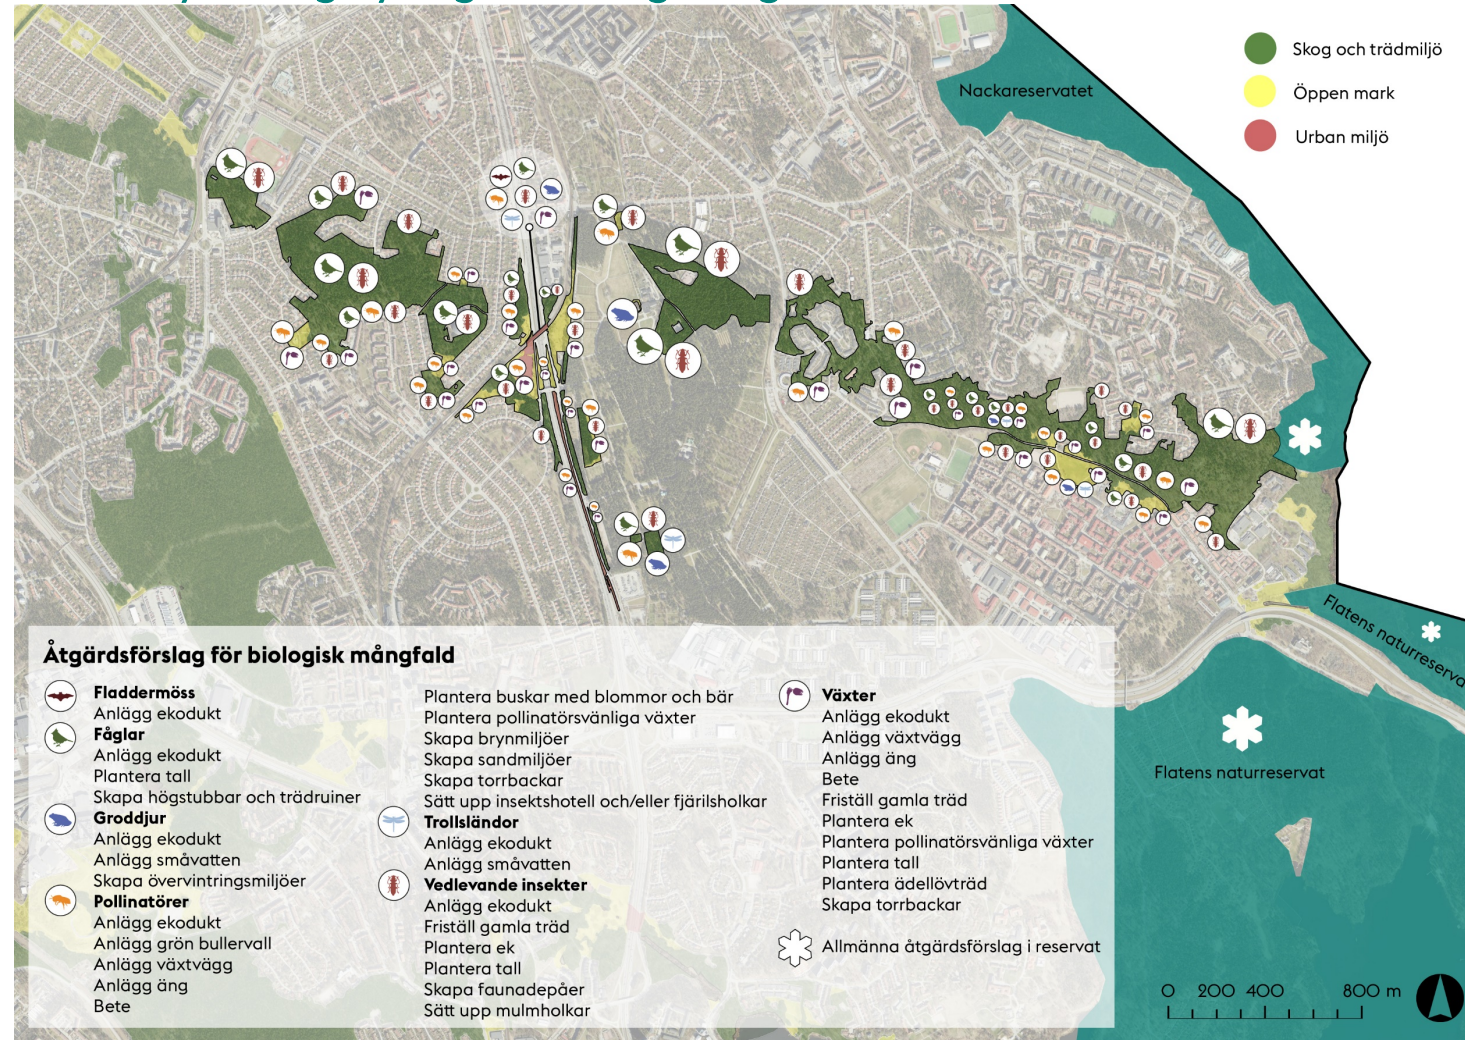 Nackareservatet
Skog och trädmiljö
Öppen mark
Urban miljö
Flatens naturreserva
Flatens naturreservat
Åtgärdsförslag för biologisk mångfald
Fladdermöss
Anlägg ekodukt
Fåglar
Anlägg ekodukt
Plantera tall
Skapa högstubbar och trädruiner
Groddjur
Anlägg ekodukt
Anlägg småvatten
Skapa övervintringsmiljöer
Pollinatörer
Anlägg ekodukt
Anlägg grön bullervall
Anlägg växtvägg
Anlägg äng
Bete
Plantera buskar med blommor och bär
Plantera pollinatörsvänliga växter
Skapa brynmiljöer
Skapa sandmiljöer
Skapa torrbackar
Sätt upp insektshotell och/eller fjärilsholkar
Trollsländor
Anlägg ekodukt
Anlägg småvatten
Vedlevande insekter
Anlägg ekodukt
Friställ gamla träd
Plantera ek
Plantera tall
Skapa faunadepåer
Sätt upp mulmholkar
Växter
Anlägg ekodukt
Anlägg växtvägg
Anlägg äng
Bete
Friställ gamla träd
Plantera ek
Plantera pollinatörsvänliga växter
Plantera tall
Plantera ädellövträd
Skapa torrbackar
Allmänna åtgärdsförslag i reservat
0 200 400 800 m